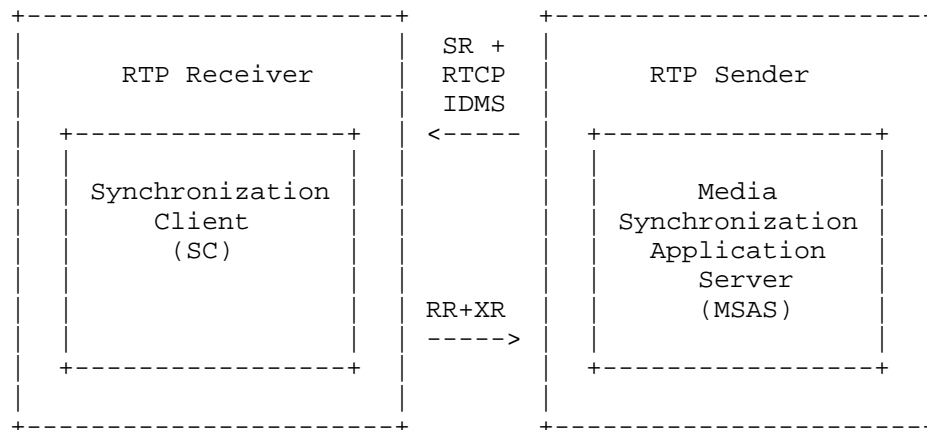 SR +
RTP Receiver RTCP RTP Sender
IDMS
<-----
Synchronization Media
Client Synchronization
(SC) Application
Server
RR+XR (MSAS)
----->